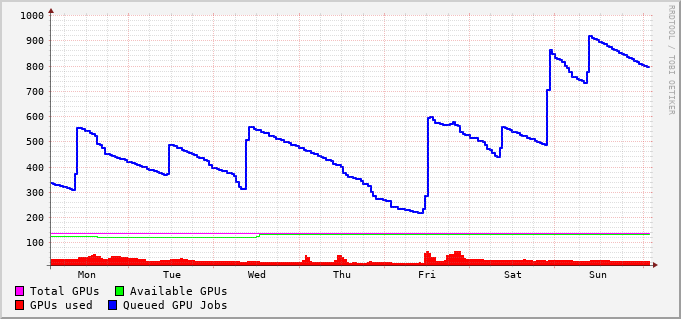 1000
900
800
700
600
500
400
300
200
100
Mon Tue Wed Thu Fri Sat Sun
Total GPUs Available GPUs
GPUs used Queued GPU Jobs
RRDTOOL / TOBI OETIKER